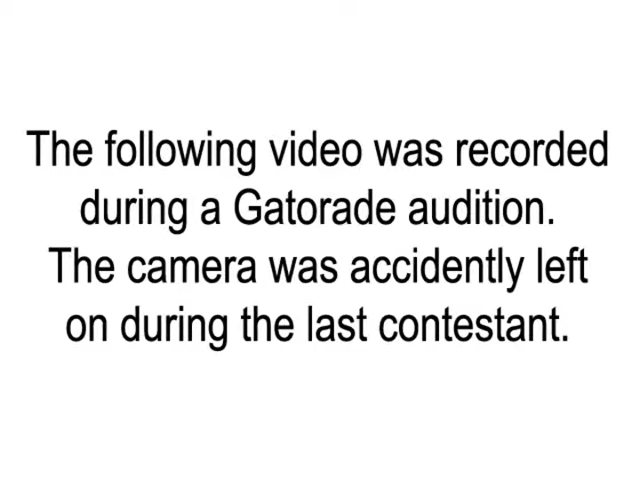 The following video was recorded
during a Gatorade audition.
The camera was accidently left
on during the last contestant.